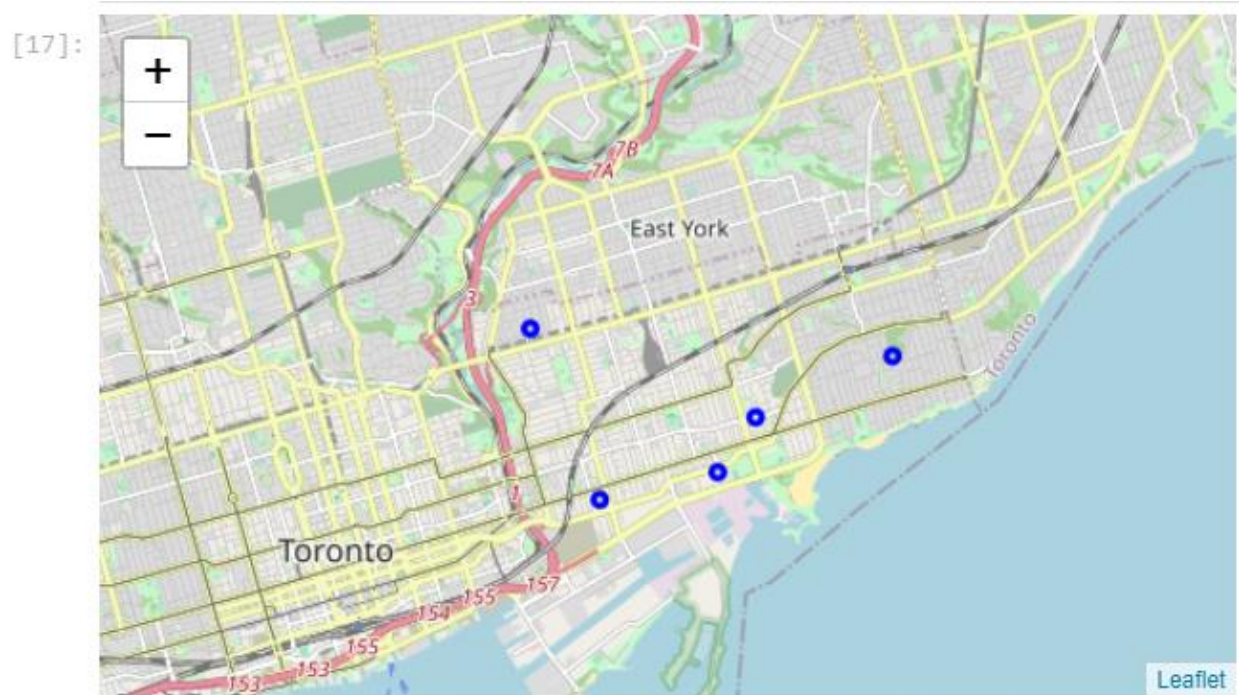 [17]:
+
−
7B
7A
East York
3
Toronto
1
Toronto
157
155
154
155
153
153
Leaflet